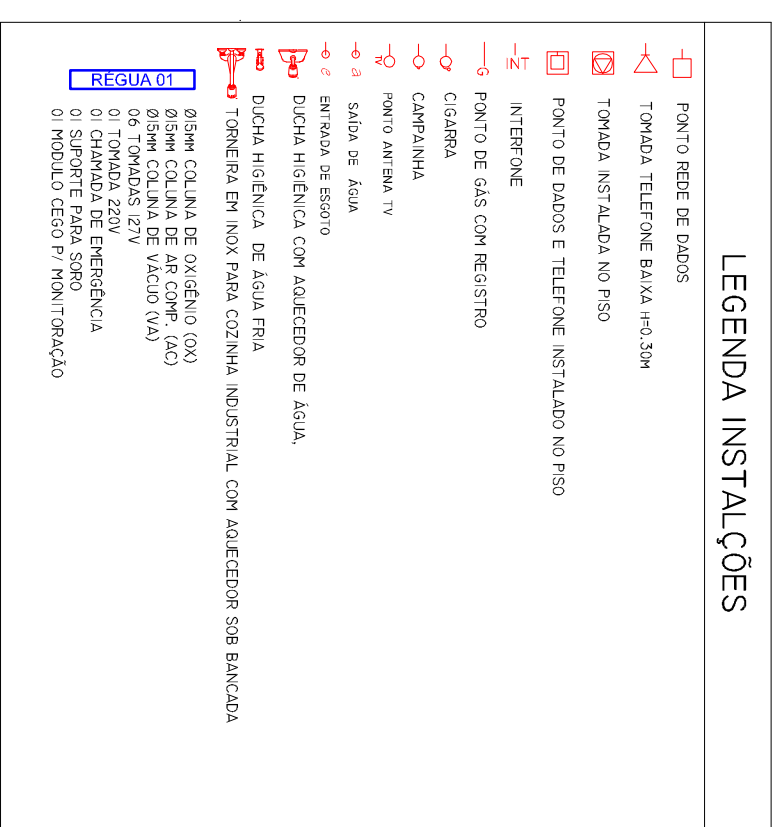 LEGENDA INSTALÇÕES
PONTO REDE DE DADOS
TOMADA TELEFONE BAIXA H=0.30M
TOMADA INSTALADA NO PISO
PONTO DE DADOS E TELEFONE INSTALADO NO PISO
INT INTERFONE
G PONTO DE GÁS COM REGISTRO
CIGARRA
CAMPAINHA
TV PONTO ANTENA TV
a SAÍDA DE ÁGUA
e ENTRADA DE ESGOTO
DUCHA HIGIÊNICA COM AQUECEDOR DE ÁGUA,
DUCHA HIGIÊNICA DE ÁGUA FRIA
TORNEIRA EM INOX PARA COZINHA INDUSTRIAL COM AQUECEDOR SOB BANCADA
RÉGUA 01
Ø15MM COLUNA DE OXIGÊNIO (OX)
Ø15MM COLUNA DE AR COMP. (AC)
Ø15MM COLUNA DE VÁCUO (VA)
06 TOMADAS 127V
01 TOMADA 220V
01 CHAMADA DE EMERGÊNCIA
01 SUPORTE PARA SORO
01 MODULO CEGO P/ MONITORAÇÃO